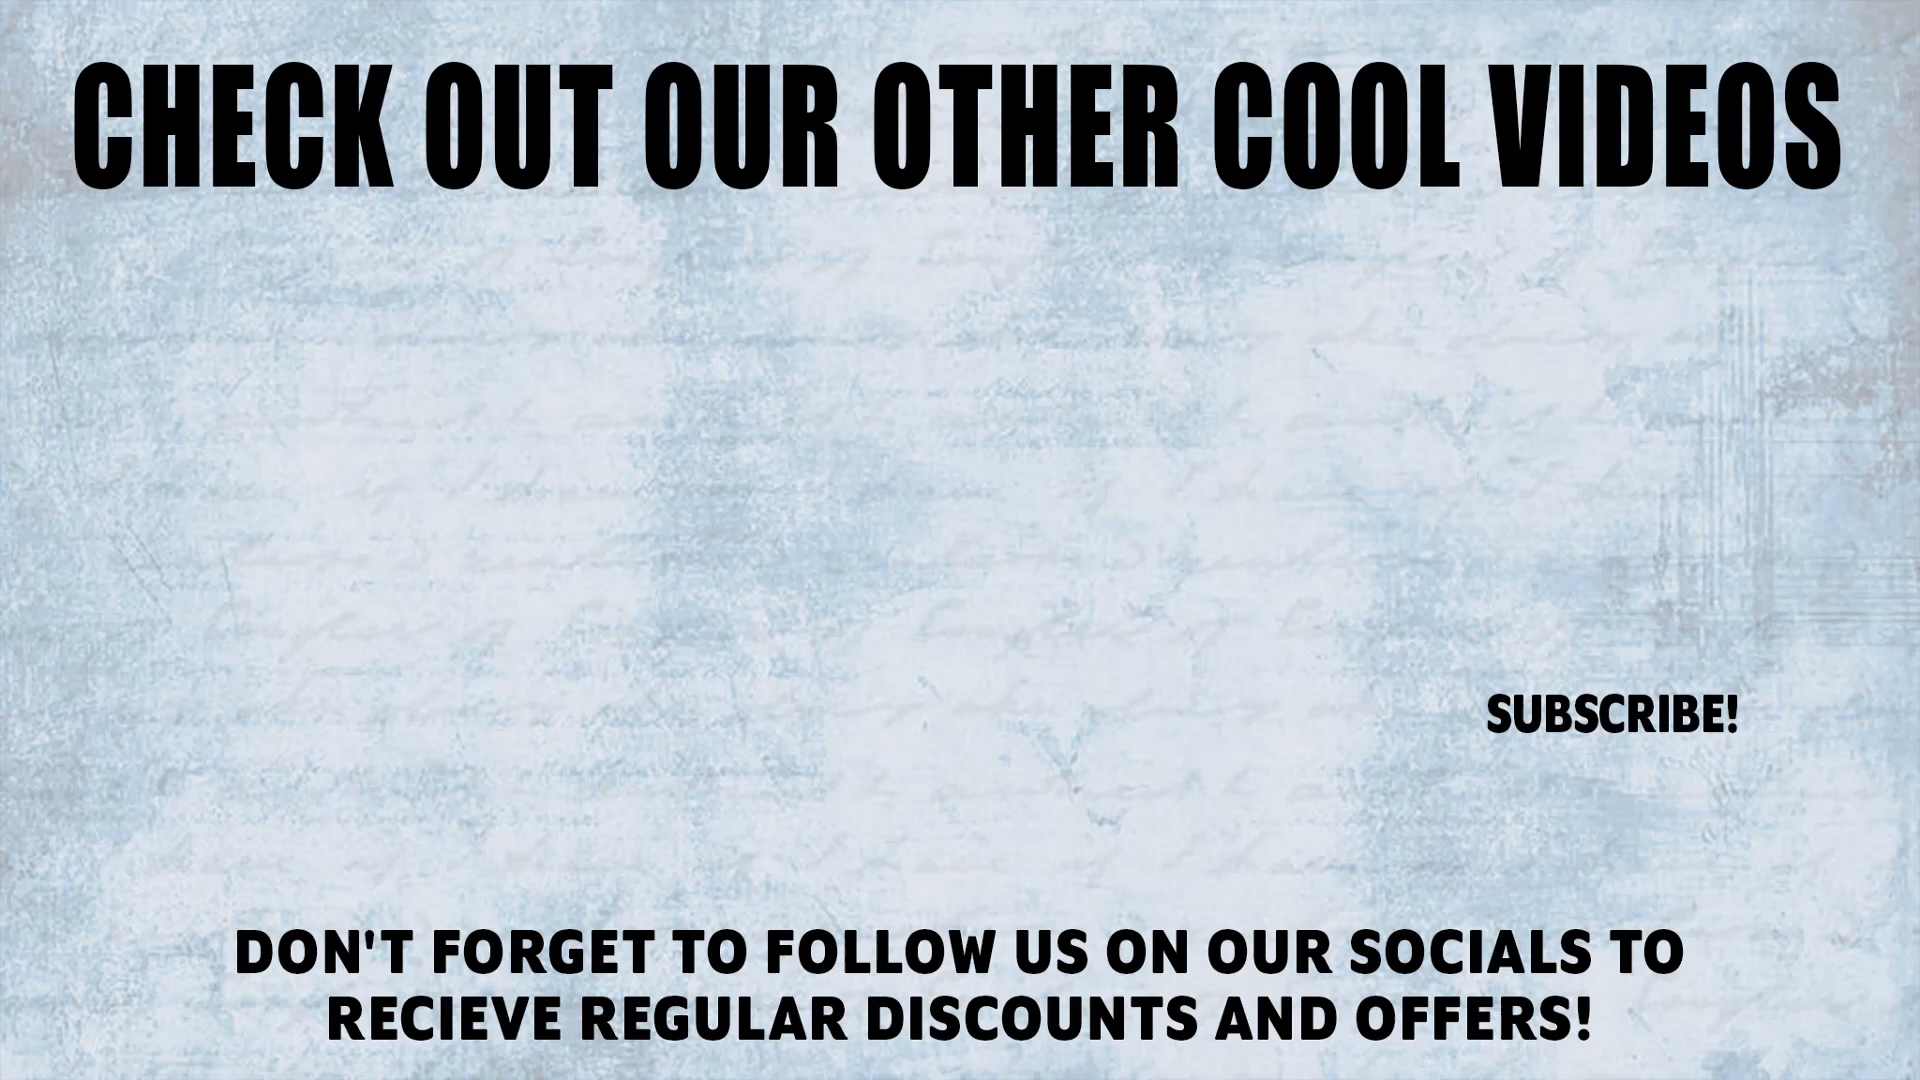 CHECK OUT OUR OTHER COOL VIDEOS
SUBSCRIBE!
DON'T FORGET TO FOLLOW US ON OUR SOCIALS TO
RECIEVE REGULAR DISCOUNTS AND OFFERS!